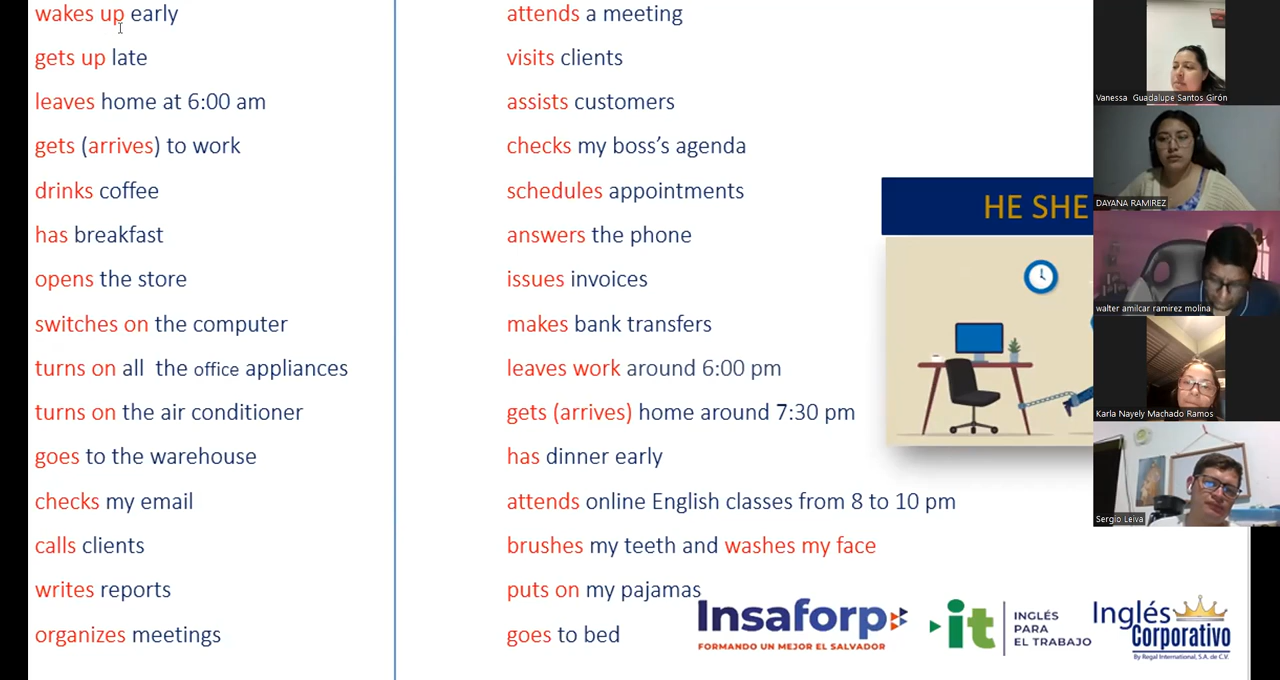 wakes up early
gets up late
leaves home at 6:00 am
gets (arrives) to work
drinks coffee
has breakfast
opens the store
switches on the computer
turns on all the office appliances
turns on the air conditioner
goes to the warehouse
checks my email
calls clients
writes reports
organizes meetings
attends a meeting
visits clients
assists customers
checks my boss's agenda
schedules appointments
answers the phone
issues invoices
makes bank transfers
leaves work around 6:00 pm
gets (arrives) home around 7:30 pm
has dinner early
attends online English classes from 8 to 10 pm
brushes my teeth and washes my face
puts on my pajamas
goes to bed
HE SHE
Vanessa Guadalupe Santos Girón
DAYANA RAMIREZ
walter amilcar ramirez molina
Karla Nayely Machado Ramos
Sergio Leiva
Insaforp
FORMANDO UN MEJOR EL SALVADOR
it
INGLÉS
PARA
EL TRABAJO
Inglés
Corporativo
By Regal International, S.A. de C.V.